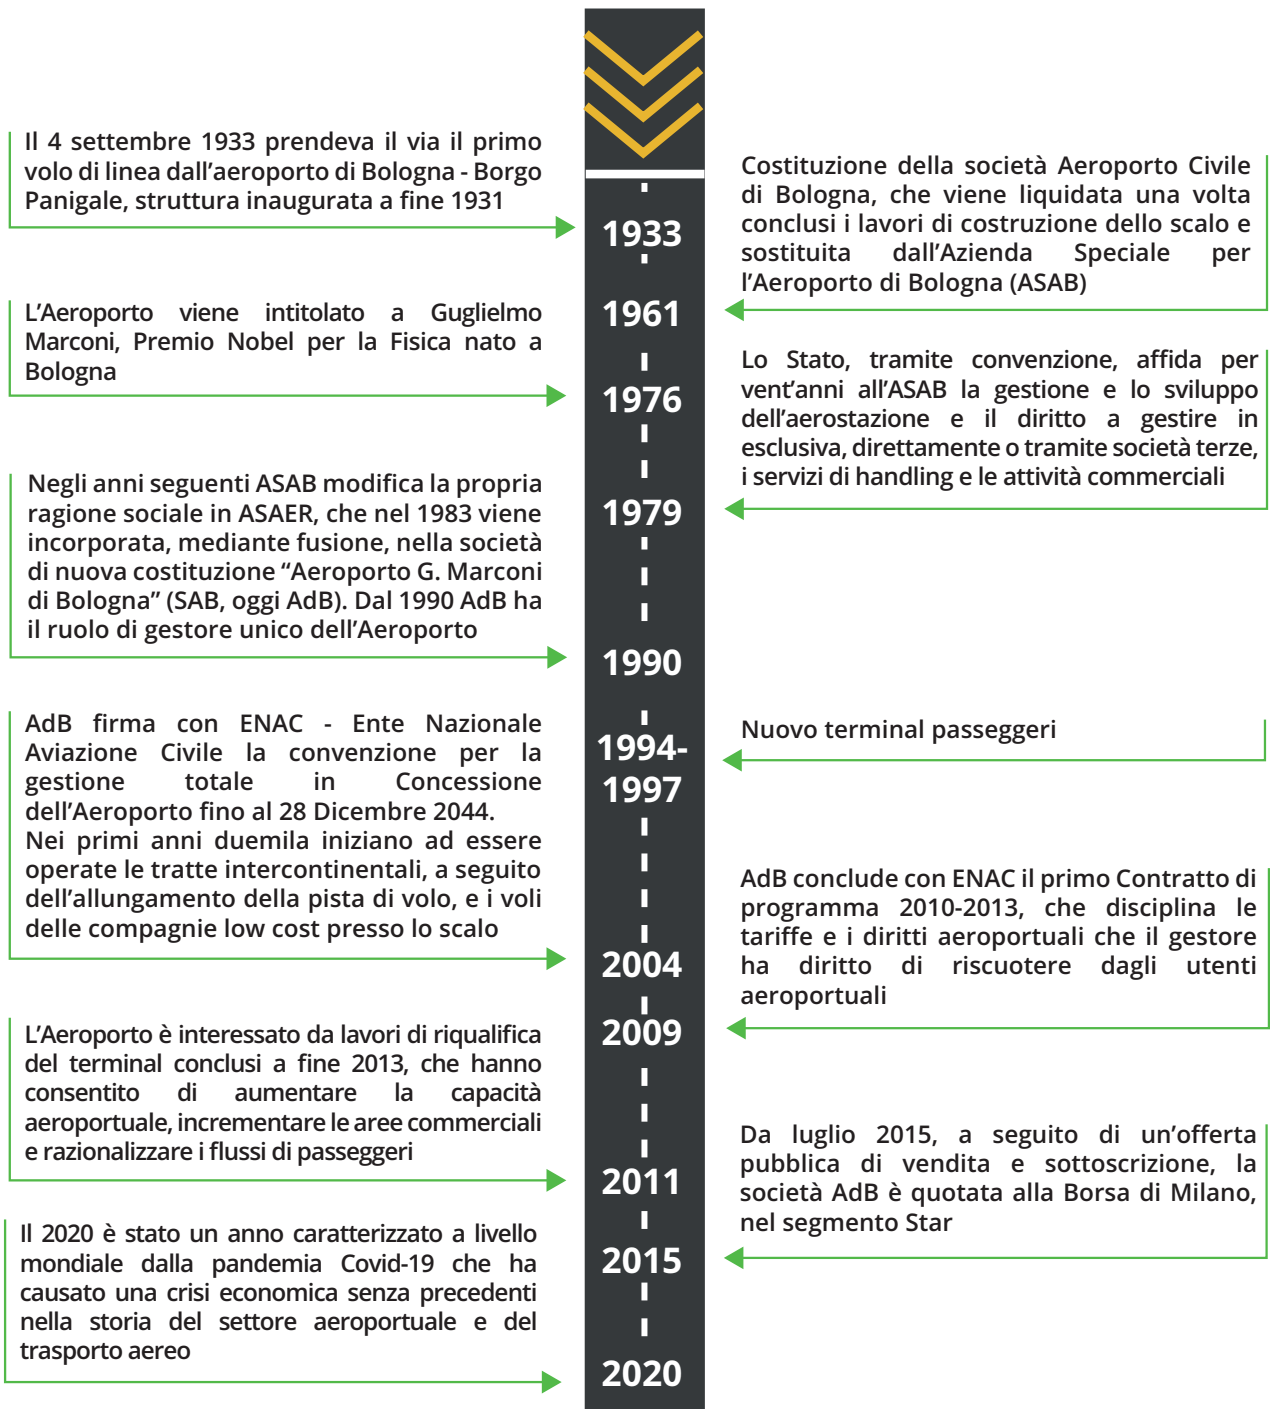 Il 4 settembre 1933 prendeva il via il primo
volo di linea dall’aeroporto di Bologna - Borgo
Panigale, struttura inaugurata a fine 1931
1933
Costituzione della società Aeroporto Civile
di Bologna, che viene liquidata una volta
conclusi i lavori di costruzione dello scalo e
sostituita dall’Azienda Speciale per
l’Aeroporto di Bologna (ASAB)
1961
L’Aeroporto viene intitolato a Guglielmo
Marconi, Premio Nobel per la Fisica nato a
Bologna
1976
Lo Stato, tramite convenzione, affida per
vent’anni all’ASAB la gestione e lo sviluppo
dell’aerostazione e il diritto a gestire in
esclusiva, direttamente o tramite società terze,
i servizi di handling e le attività commerciali
1979
Negli anni seguenti ASAB modifica la propria
ragione sociale in ASAER, che nel 1983 viene
incorporata, mediante fusione, nella società
di nuova costituzione “Aeroporto G. Marconi
di Bologna” (SAB, oggi AdB). Dal 1990 AdB ha
il ruolo di gestore unico dell’Aeroporto
1990
Nuovo terminal passeggeri
1994-
1997
AdB firma con ENAC - Ente Nazionale
Aviazione Civile la convenzione per la
gestione totale in Concessione
dell’Aeroporto fino al 28 Dicembre 2044.
Nei primi anni duemila iniziano ad essere
operate le tratte intercontinentali, a seguito
dell’allungamento della pista di volo, e i voli
delle compagnie low cost presso lo scalo
2004
AdB conclude con ENAC il primo Contratto di
programma 2010-2013, che disciplina le
tariffe e i diritti aeroportuali che il gestore
ha diritto di riscuotere dagli utenti
aeroportuali
2009
L’Aeroporto è interessato da lavori di riqualifica
del terminal conclusi a fine 2013, che hanno
consentito di aumentare la capacità
aeroportuale, incrementare le aree commerciali
e razionalizzare i flussi di passeggeri
2011
Da luglio 2015, a seguito di un’offerta
pubblica di vendita e sottoscrizione, la
società AdB è quotata alla Borsa di Milano,
nel segmento Star
2015
Il 2020 è stato un anno caratterizzato a livello
mondiale dalla pandemia Covid-19 che ha
causato una crisi economica senza precedenti
nella storia del settore aeroportuale e del
trasporto aereo
2020